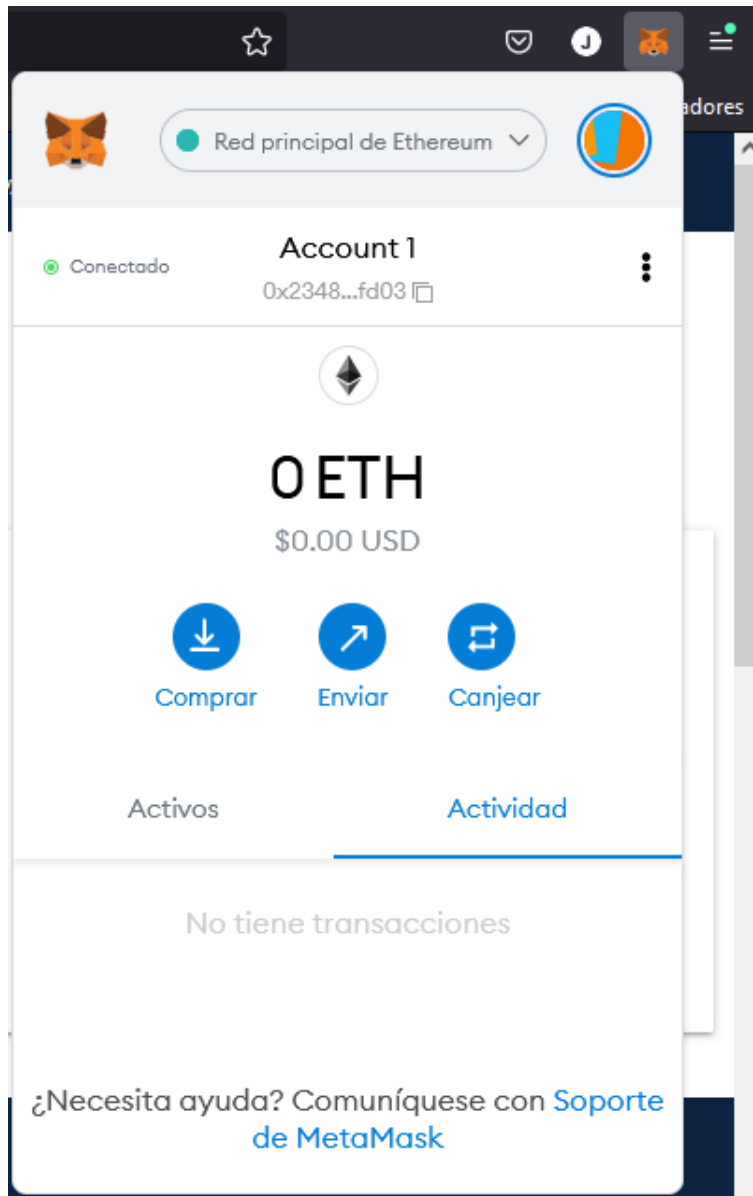 J
adores
Red principal de Ethereum
Conectado
Account 1
0x2348...fd03
0 ETH
$0.00 USD
Comprar Enviar Canjear
Activos Actividad
No tiene transacciones
¿Necesita ayuda? Comuníquese con Soporte
de MetaMask